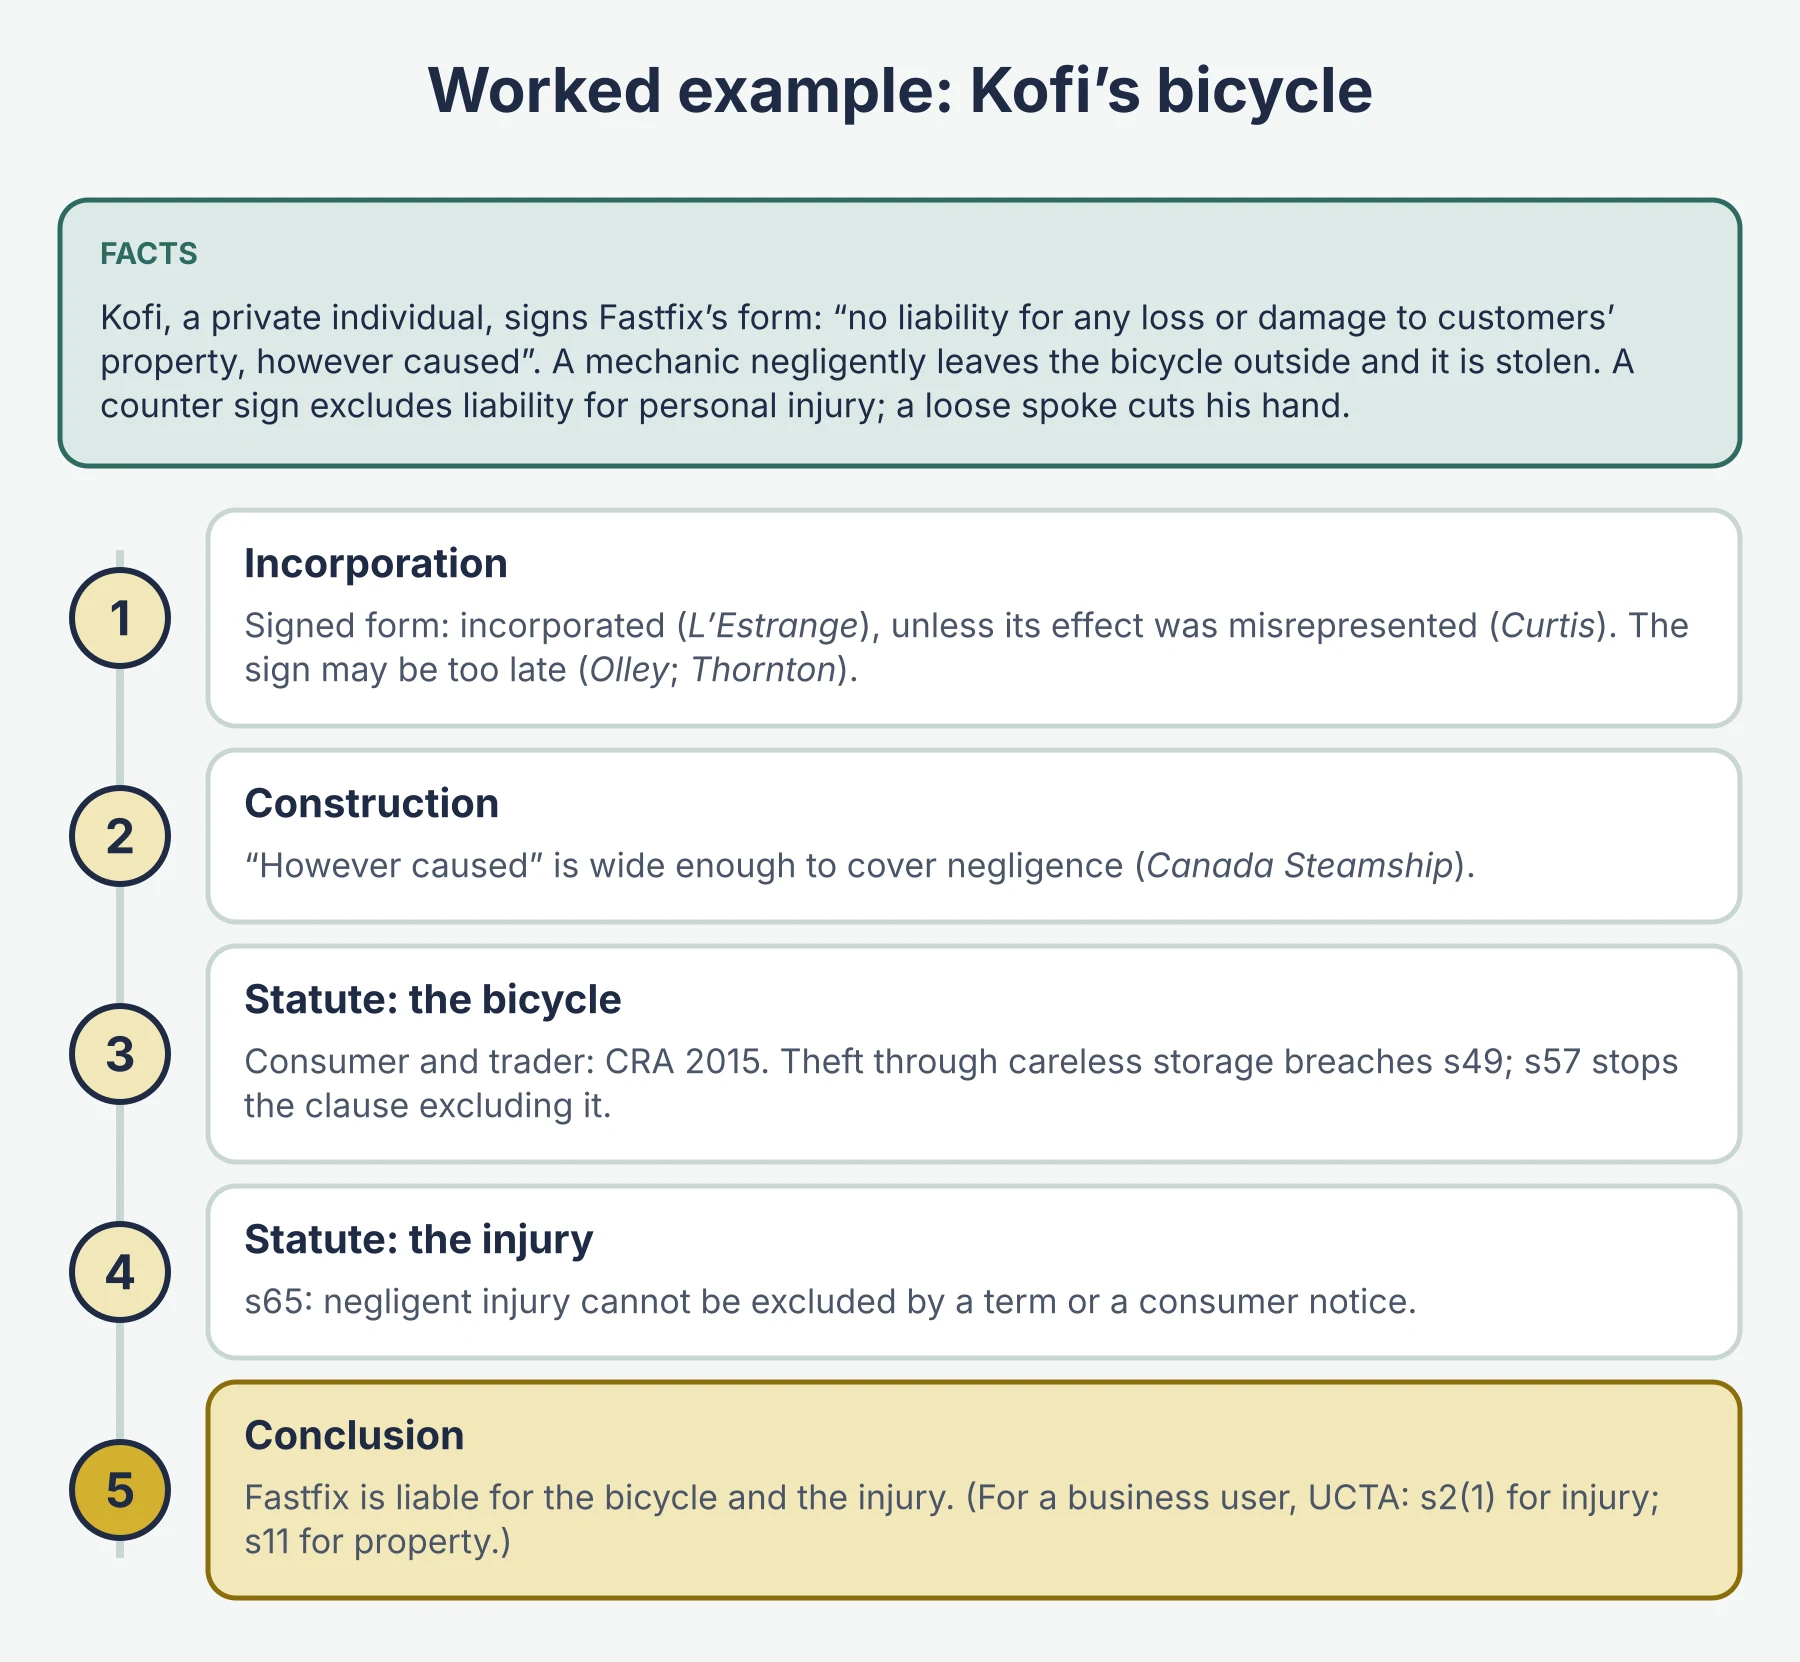 Worked example: Kofi’s bicycle
FACTS
Kofi, a private individual, signs Fastfix’s form: “no liability for any loss or damage to customers’
property, however caused”. A mechanic negligently leaves the bicycle outside and it is stolen. A
counter sign excludes liability for personal injury; a loose spoke cuts his hand.
1
Incorporation
Signed form: incorporated (L’Estrange), unless its effect was misrepresented (Curtis). The
sign may be too late (Olley; Thornton).
2
Construction
“However caused” is wide enough to cover negligence (Canada Steamship).
3
Statute: the bicycle
Consumer and trader: CRA 2015. Theft through careless storage breaches s49; s57 stops
the clause excluding it.
4
Statute: the injury
s65: negligent injury cannot be excluded by a term or a consumer notice.
5
Conclusion
Fastfix is liable for the bicycle and the injury. (For a business user, UCTA: s2(1) for injury;
s11 for property.)